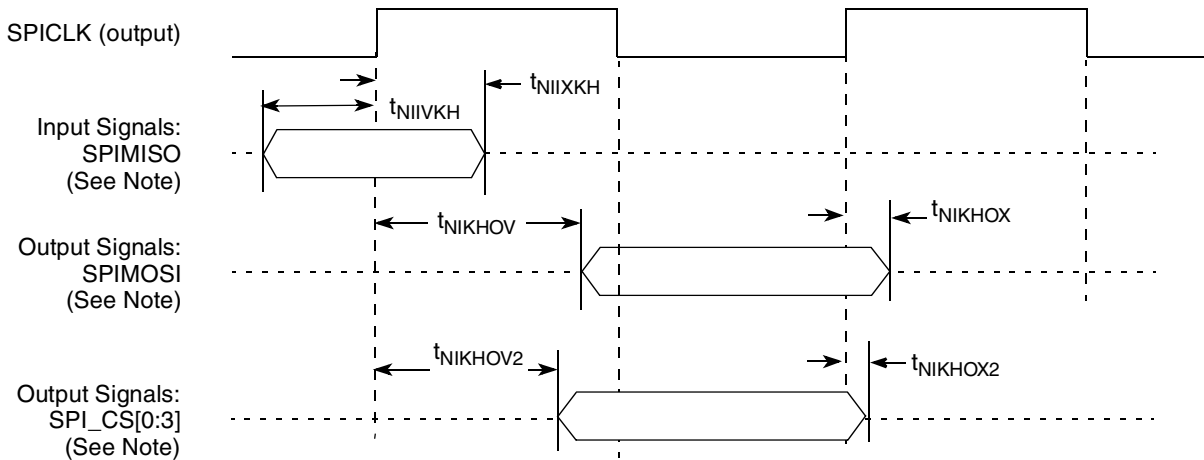 SPICLK (output)
tNIIXKH
tNIIVKH
Input Signals:
SPIMISO
(See Note)
tNIKHOV
tNIKHOX
Output Signals:
SPIMOSI
(See Note)
tNIKHOV2
tNIKHOX2
Output Signals:
SPI_CS[0:3]
(See Note)